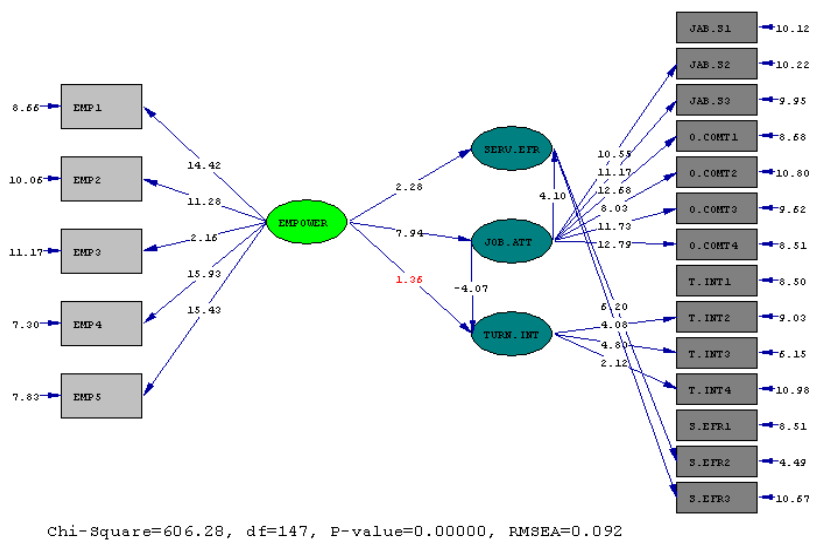 JAB.S1 10.12
JAB.S2 10.22
JAB.S3 9.95
8.66 EMP1
O.COMT1 8.68
SERV.EFR
10.55
14.42
11.17
10.06 EMP2
O.COMT2 10.80
2.28
12.68
11.28
4.10
8.03
O.COMT3 9.62
EMPOWER
7.94
11.73
2.16
JOB.ATT
12.79
O.COMT4 8.51
11.17 EMP3
15.93
1.36
-4.07
T.INT1 8.50
15.43
6.20
7.30 EMP4
T.INT2 9.03
4.08
TURN.INT
4.80
T.INT3 6.15
2.12
7.83 EMP5
T.INT4 10.98
S.EFR1 8.51
S.EFR2 4.49
S.EFR3 10.67
Chi-Square=606.28, df=147, P-value=0.00000, RMSEA=0.092